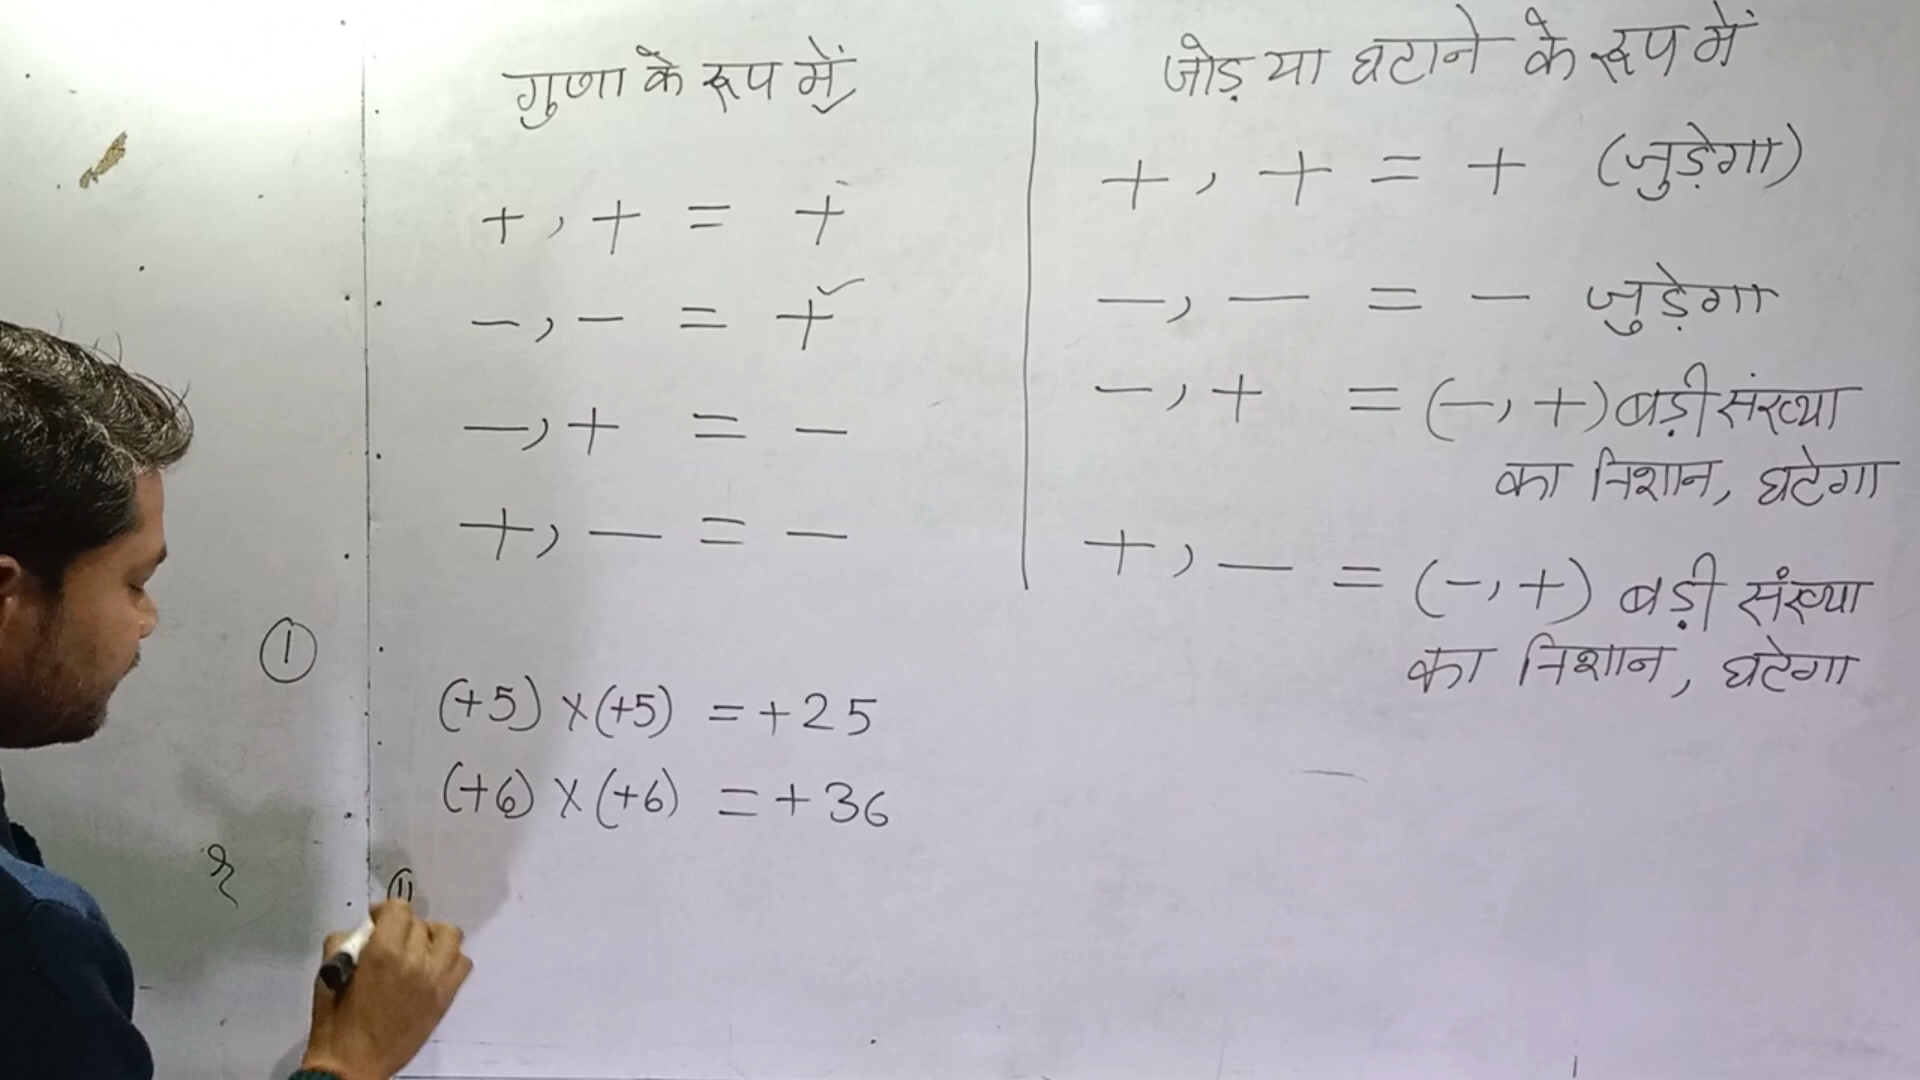 गुणा के रूप में
+, + = +
-, - = +
-, + = -
+, - = -
जोड़ या घटाने के रूप में
+, + = + (जुड़ेगा)
-, - = - जुड़ेगा
-, + = (-, +) बड़ी संख्या
का निशान, घटेगा
+, - = (-, +) बड़ी संख्या
का निशान, घटेगा
①
(+5) × (+5) = +25
(+6) × (+6) = +36